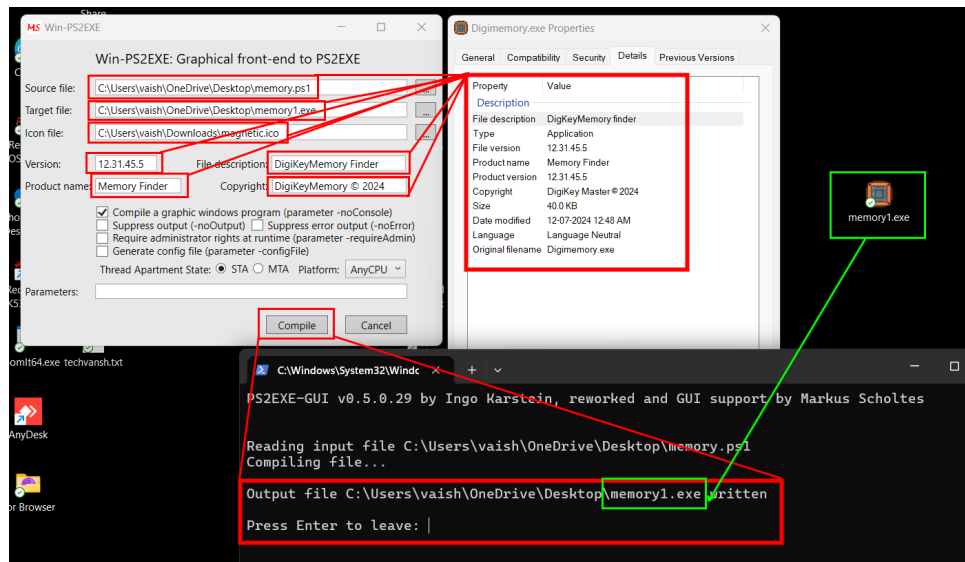 Share
Win-PS2EXE
Win-PS2EXE: Graphical front-end to PS2EXE
Source file: C:\Users\vaish\OneDrive\Desktop\memory.ps1 ...
Target file: C:\Users\vaish\OneDrive\Desktop\memory1.exe ...
Icon file: C:\Users\vaish\Downloads\magnetic.ico ...
Version: 12.31.45.5 File description: DigiKeyMemory Finder
Product name: Memory Finder Copyright: DigiKeyMemory © 2024
Compile a graphic windows program (parameter -noConsole)
Suppress output (-noOutput) Suppress error output (-noError)
Require administrator rights at runtime (parameter -requireAdmin)
Generate config file (parameter -configFile)
Thread Apartment State: STA MTA Platform: AnyCPU
Parameters:
Compile Cancel
Digimemory.exe Properties
General Compatibility Security Details Previous Versions
Property Value
Description
File description DigKeyMemory finder
Type Application
File version 12.31.45.5
Product name Memory Finder
Product version 12.31.45.5
Copyright DigiKey Master © 2024
Size 40.0 KB
Date modified 12-07-2024 12:48 AM
Language Language Neutral
Original filename Digimemory.exe
memory1.exe
omIt64.exe techvansh.txt
AnyDesk
or Browser
C:\Windows\System32\Windc
PS2EXE-GUI v0.5.0.29 by Ingo Karstein, reworked and GUI support by Markus Scholtes
Reading input file C:\Users\vaish\OneDrive\Desktop\memory.ps1
Compiling file...
Output file C:\Users\vaish\OneDrive\Desktop\memory1.exe written
Press Enter to leave: